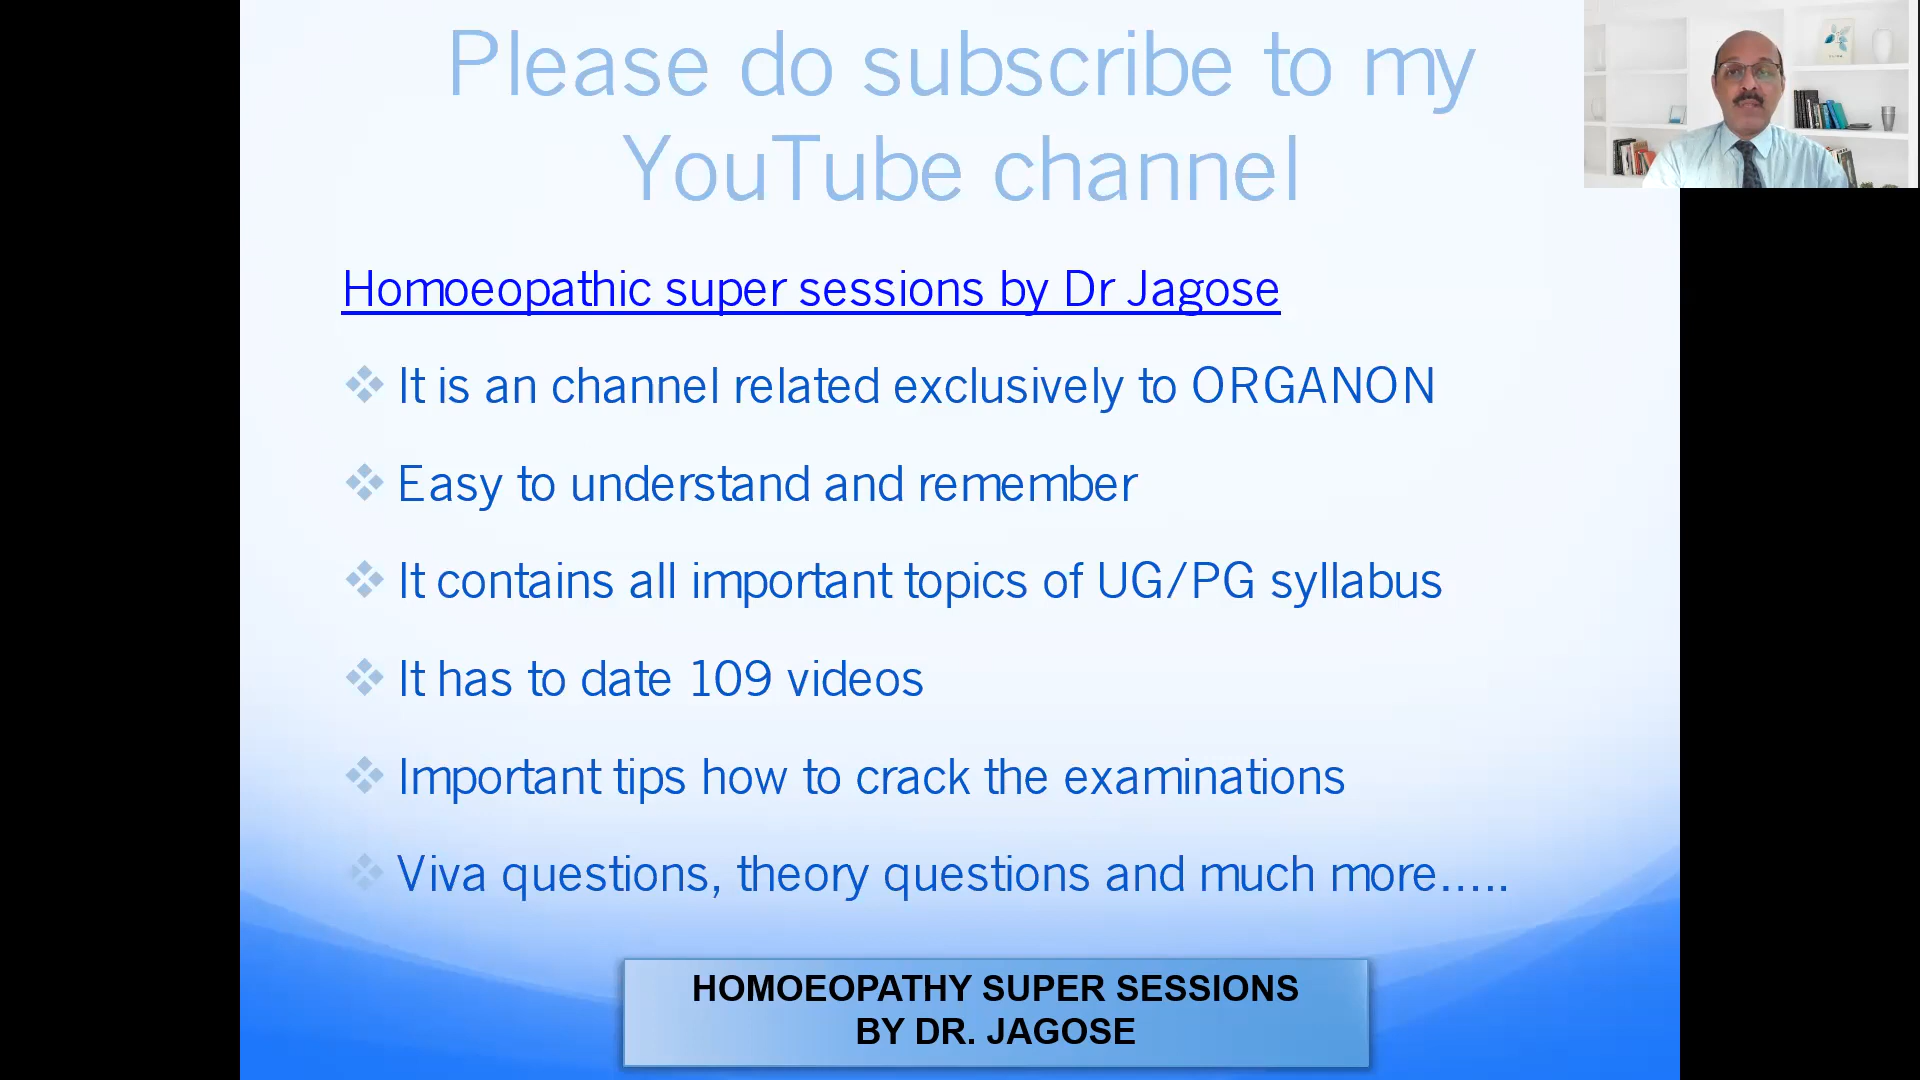 Please do subscribe to my
YouTube channel
Homoeopathic super sessions by Dr Jagose
It is an channel related exclusively to ORGANON
Easy to understand and remember
It contains all important topics of UG/PG syllabus
It has to date 109 videos
Important tips how to crack the examinations
Viva questions, theory questions and much more.....
HOMOEOPATHY SUPER SESSIONS
BY DR. JAGOSE